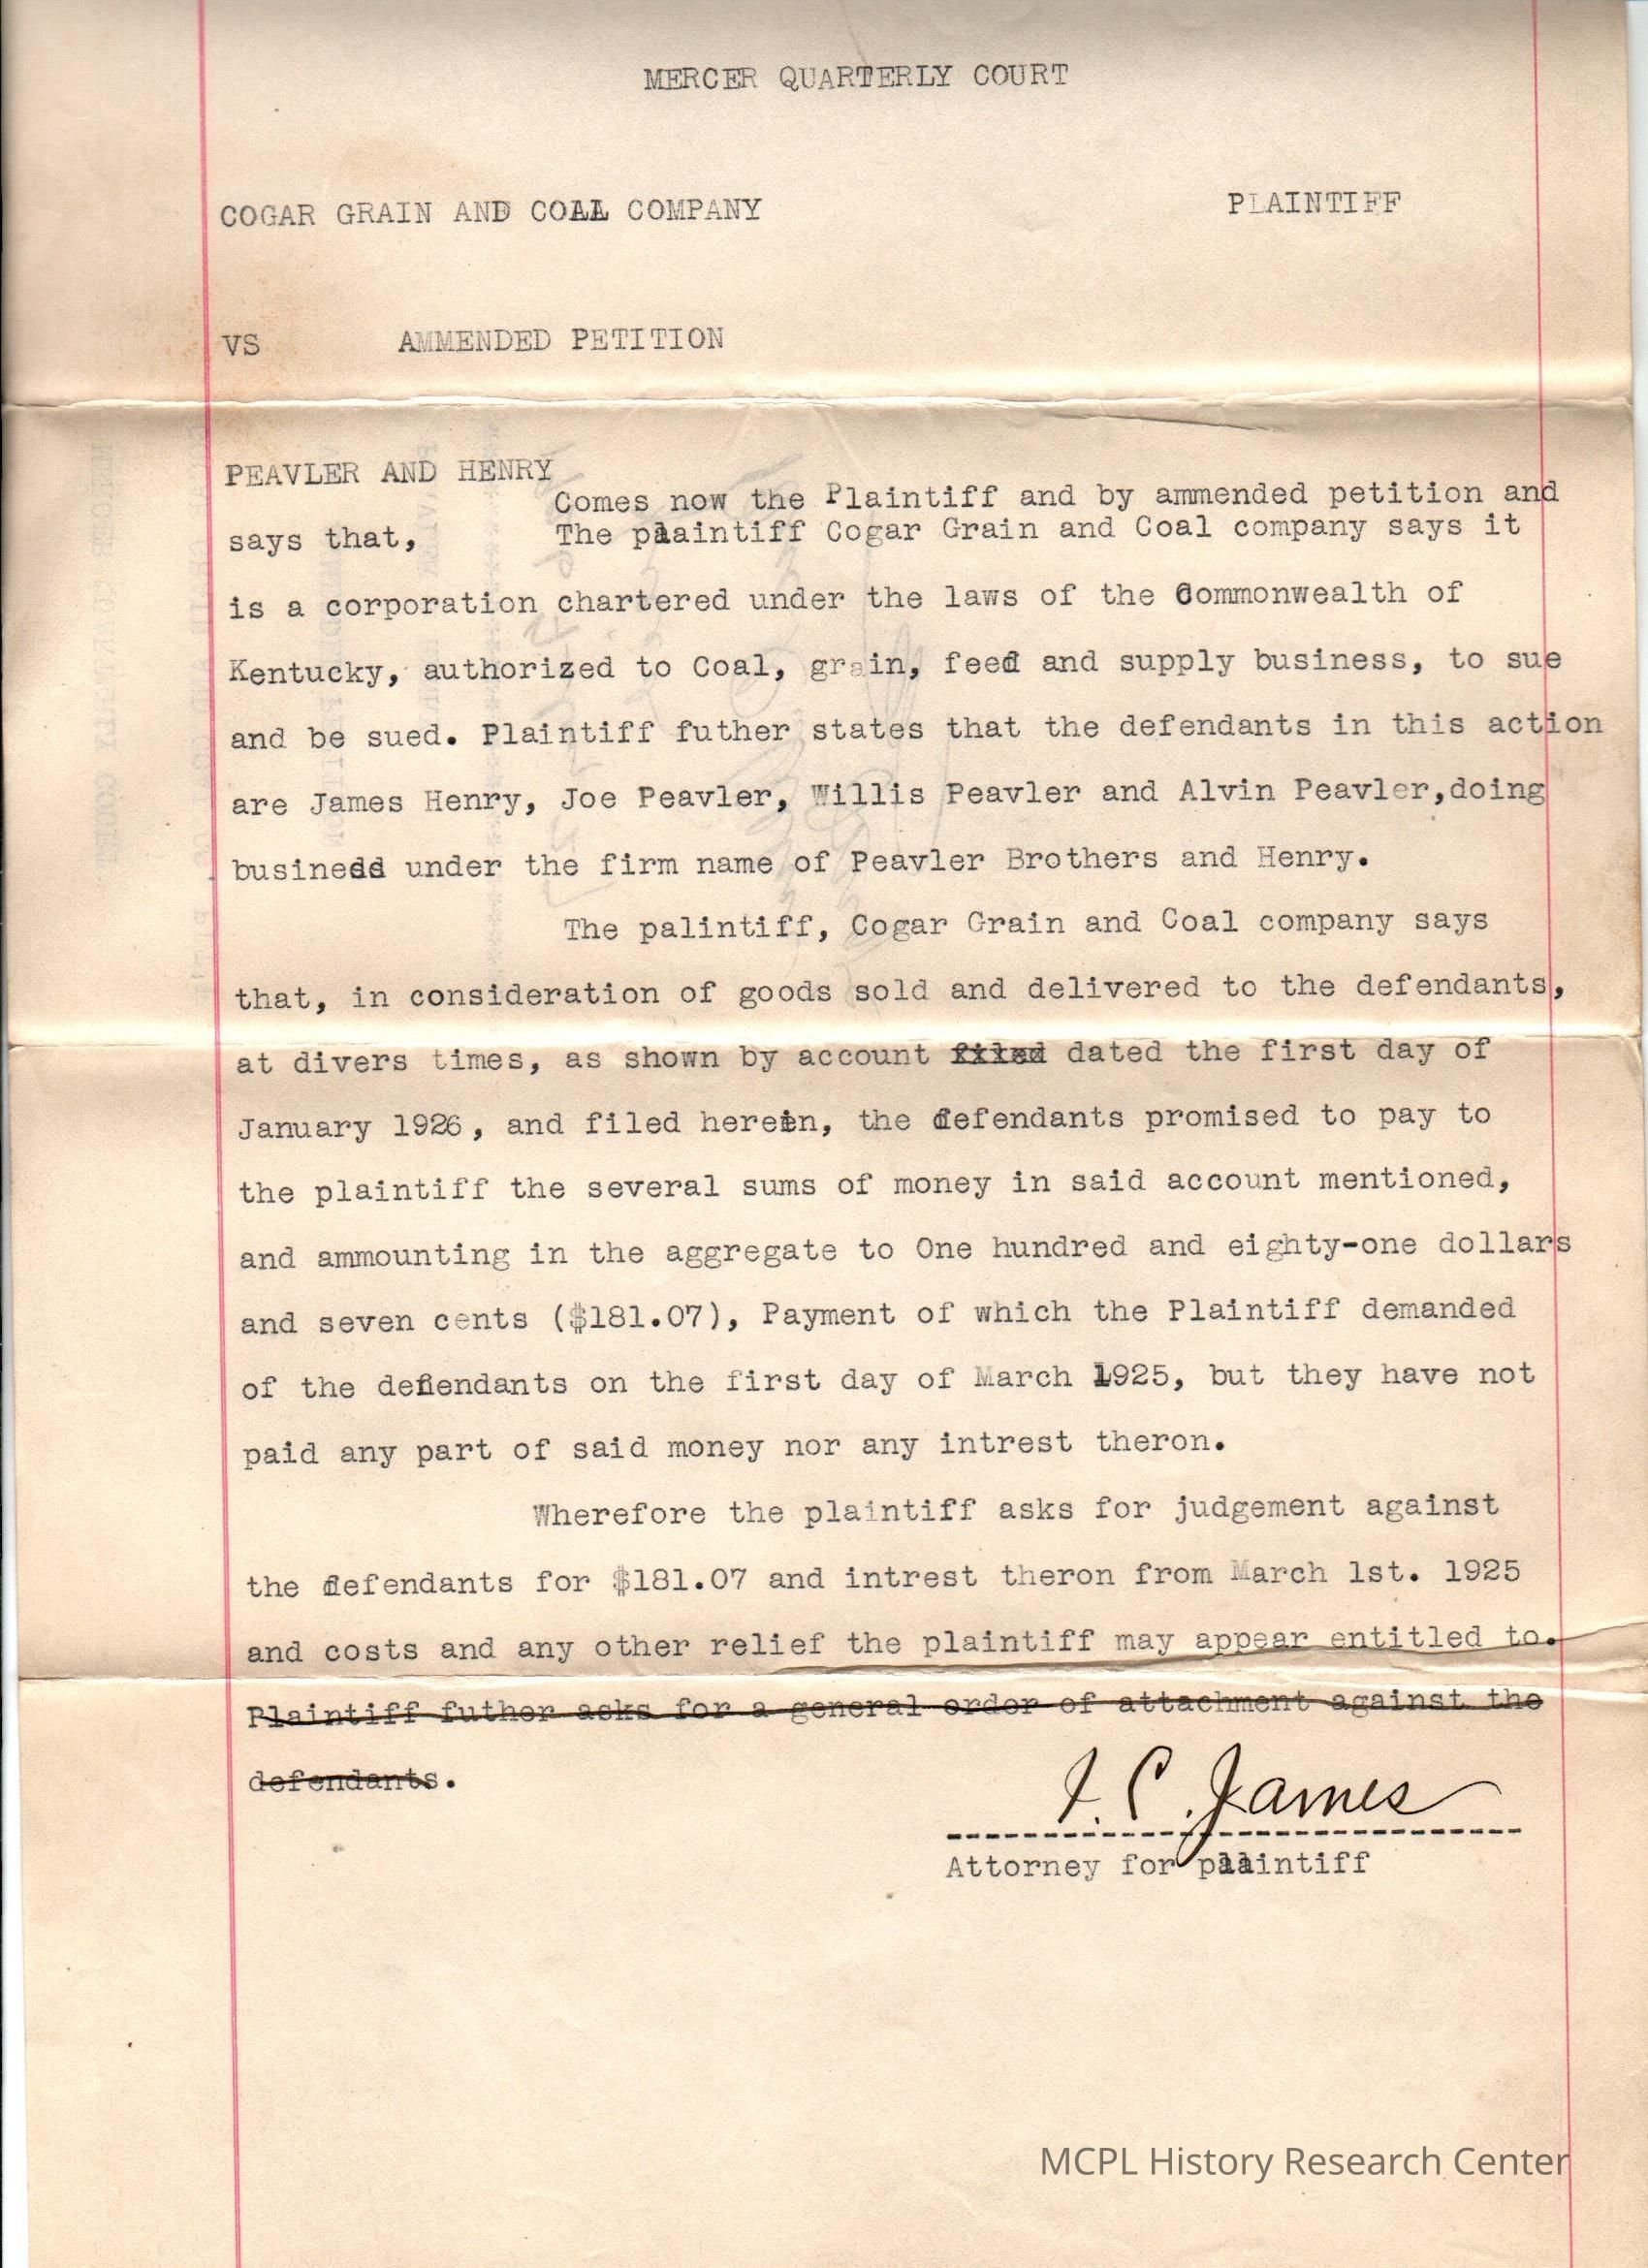 MERCER QUARTERLY COURT
COGAR GRAIN AND COAL COMPANY PLAINTIFF
VS AMMENDED PETITION
PEAVLER AND HENRY
Comes now the Plaintiff and by ammended petition and
says that, The plaintiff Cogar Grain and Coal company says it
is a corporation chartered under the laws of the Commonwealth of
Kentucky, authorized to Coal, grain, feed and supply business, to sue
and be sued. Plaintiff futher states that the defendants in this action
are James Henry, Joe Peavler, Willis Peavler and Alvin Peavler,doing
business under the firm name of Peavler Brothers and Henry.
The palintiff, Cogar Grain and Coal company says
that, in consideration of goods sold and delivered to the defendants,
at divers times, as shown by account filed dated the first day of
January 1926, and filed herein, the defendants promised to pay to
the plaintiff the several sums of money in said account mentioned,
and ammounting in the aggregate to One hundred and eighty-one dollars
and seven cents ($181.07), Payment of which the Plaintiff demanded
of the defendants on the first day of March 1925, but they have not
paid any part of said money nor any intrest theron.
Wherefore the plaintiff asks for judgement against
the defendants for $181.07 and intrest theron from March 1st. 1925
and costs and any other relief the plaintiff may appear entitled to.
Plaintiff futher asks for a general order of attachment against the
defendants.
I. C. James
Attorney for plaintiff
MCPL History Research Center